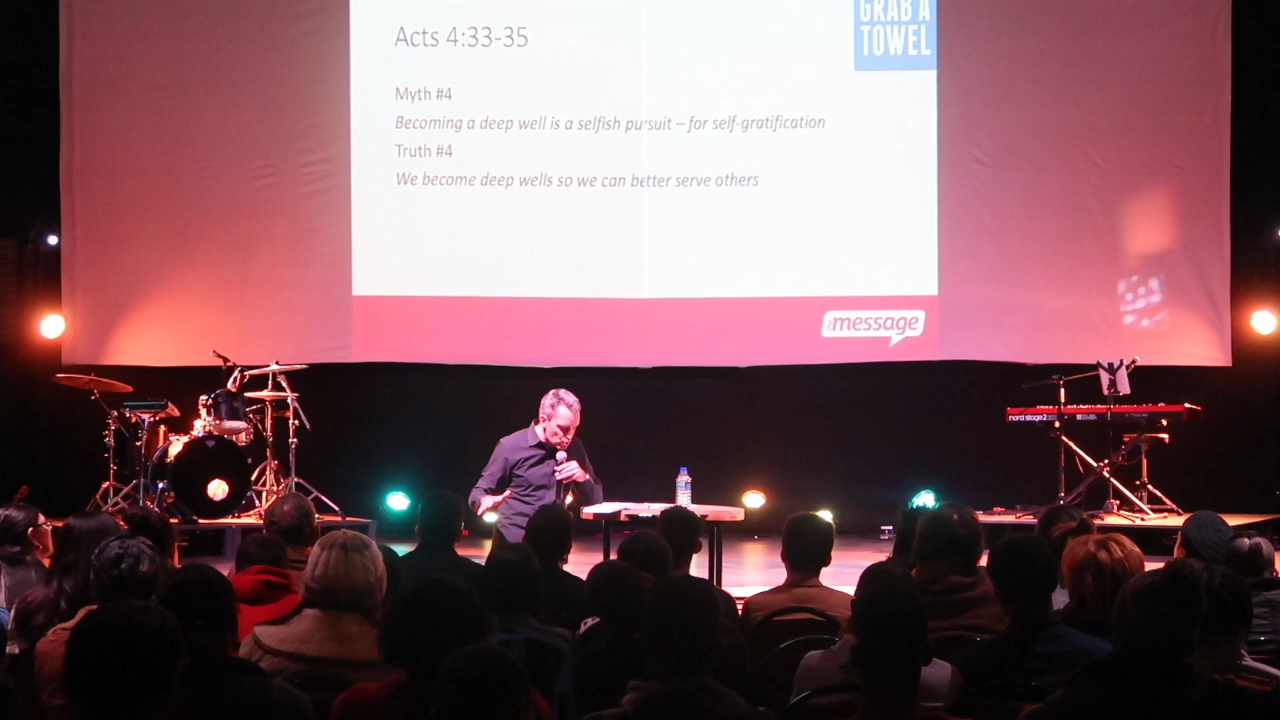 GRAB A
TOWEL
Acts 4:33-35
Myth #4
Becoming a deep well is a selfish pursuit – for self-gratification
Truth #4
We become deep wells so we can better serve others
message
nord stage 2